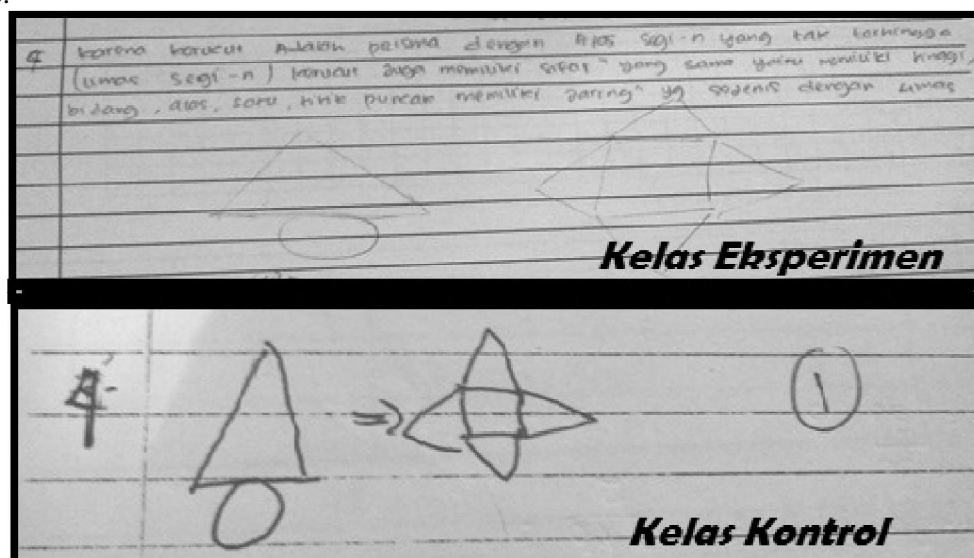 4 karena kerucut Adalah prisma dengan Alas segi-n yang tak terhingga
(limas segi-n) kerucut juga memiliki sifat" yang sama yaitu memiliki tinggi,
bidang, alas, titik puncak memiliki jaring" yg sejenis dengan limas
Kelas Eksperimen
4.
1
Kelas Kontrol